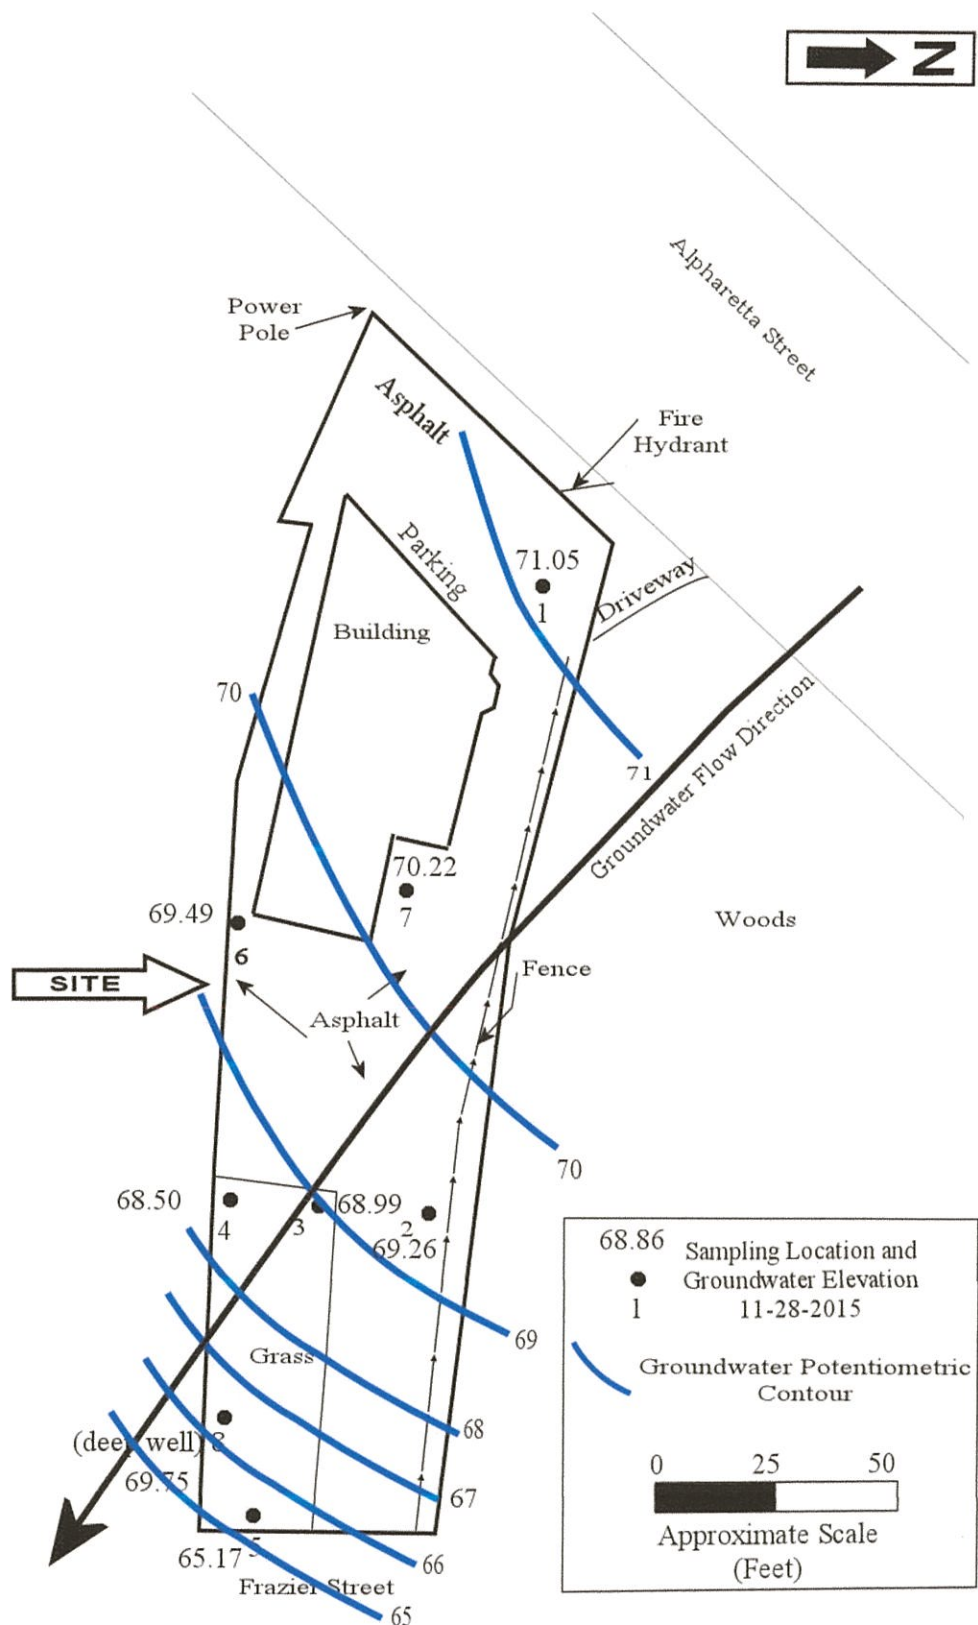 N
Alpharetta Street
Power
Pole
Asphalt
Fire
Hydrant
Parking
71.05
1
Driveway
Building
70
71
Groundwater Flow Direction
70.22
7
69.49
6
Woods
SITE
Fence
Asphalt
70
68.50
4
3
68.99
2
69.26
69
Grass
68
(deep well) 8
69.75
67
5
65.17
66
Frazier Street
65
68.86
Sampling Location and
Groundwater Elevation
1
11-28-2015
Groundwater Potentiometric
Contour
0 25 50
Approximate Scale
(Feet)